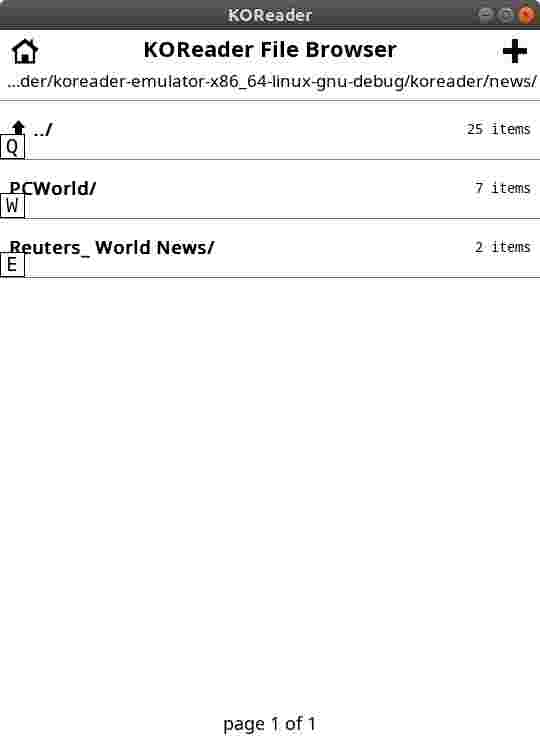 KOReader
KOReader File Browser
...der/koreader-emulator-x86_64-linux-gnu-debug/koreader/news/
../ 25 items
Q
PCWorld/ 7 items
W
Reuters_ World News/ 2 items
E
page 1 of 1